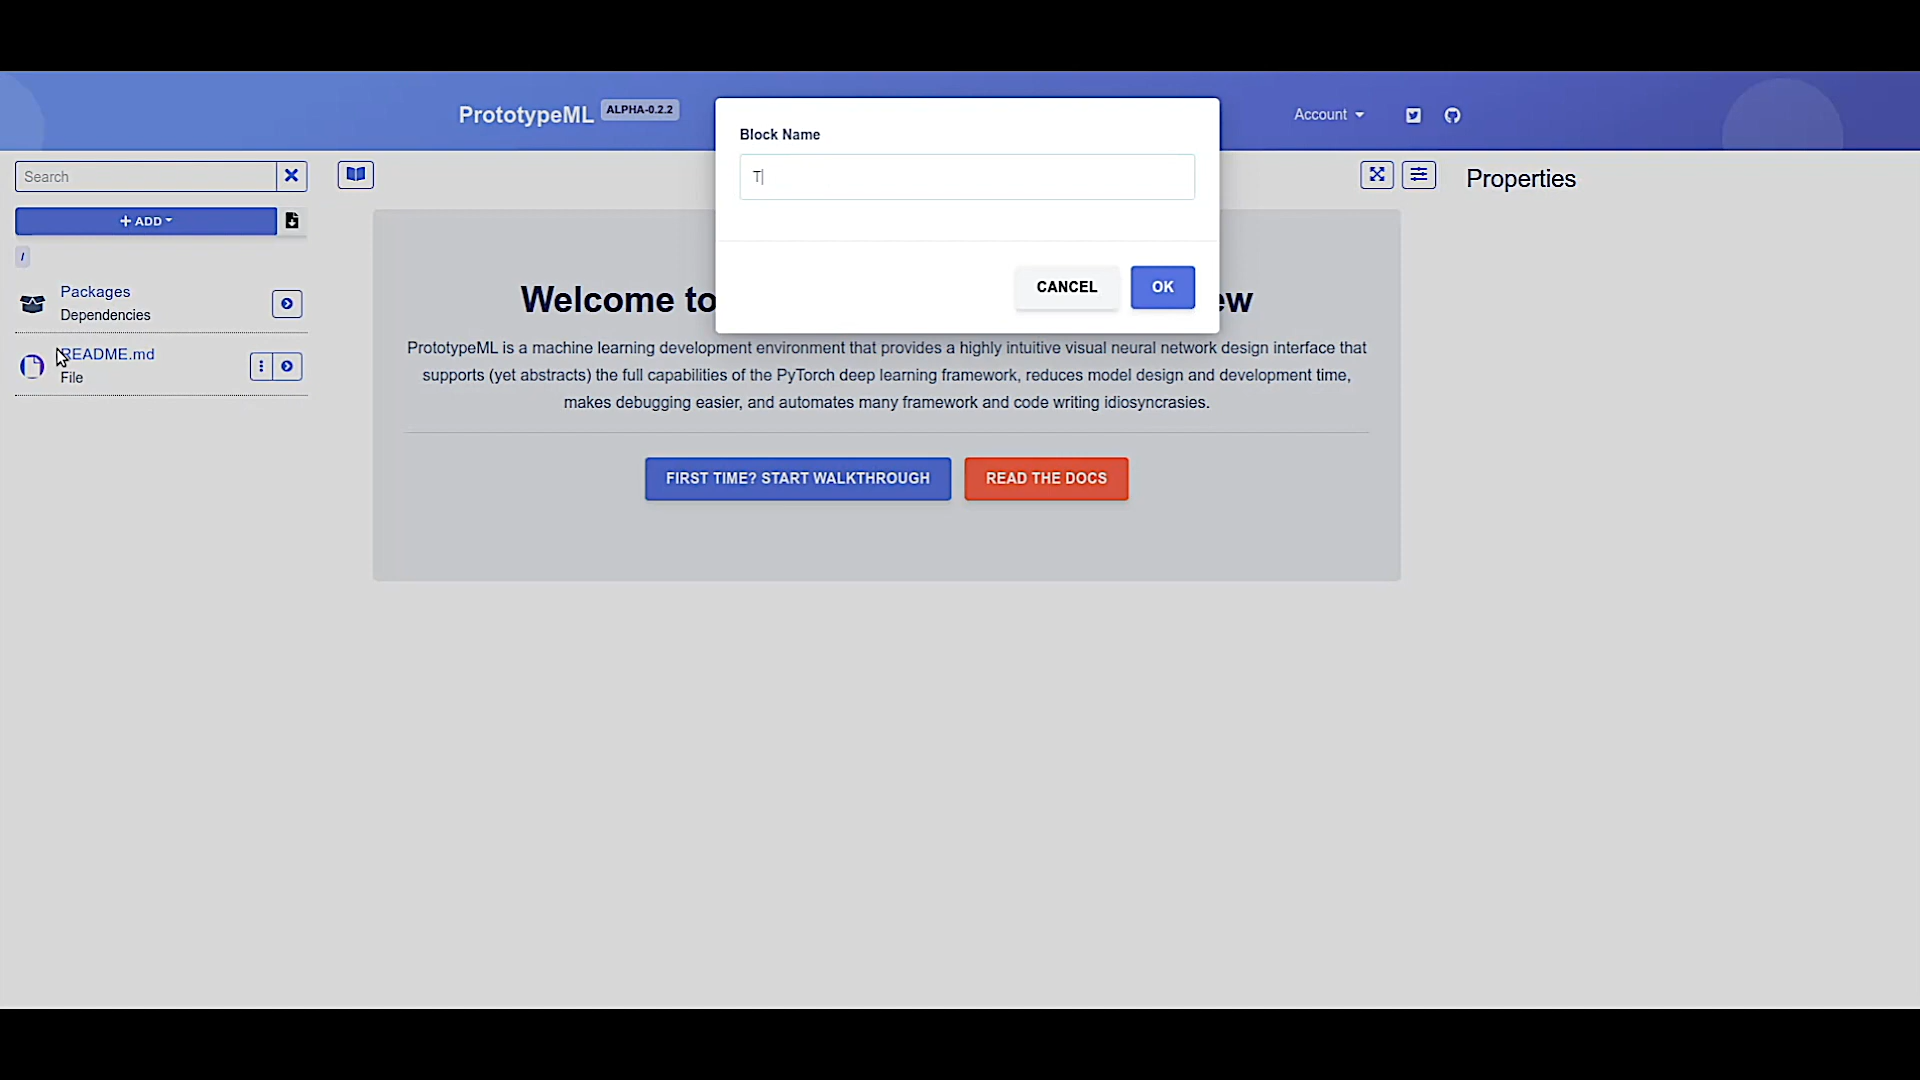 PrototypeML ALPHA-0.2.2
Account
Block Name
T
CANCEL OK
Search
+ ADD
/
Packages
Dependencies
README.md
File
Properties
Welcome to
PrototypeML is a machine learning development environment that provides a highly intuitive visual neural network design interface that
supports (yet abstracts) the full capabilities of the PyTorch deep learning framework, reduces model design and development time,
makes debugging easier, and automates many framework and code writing idiosyncrasies.
FIRST TIME? START WALKTHROUGH READ THE DOCS